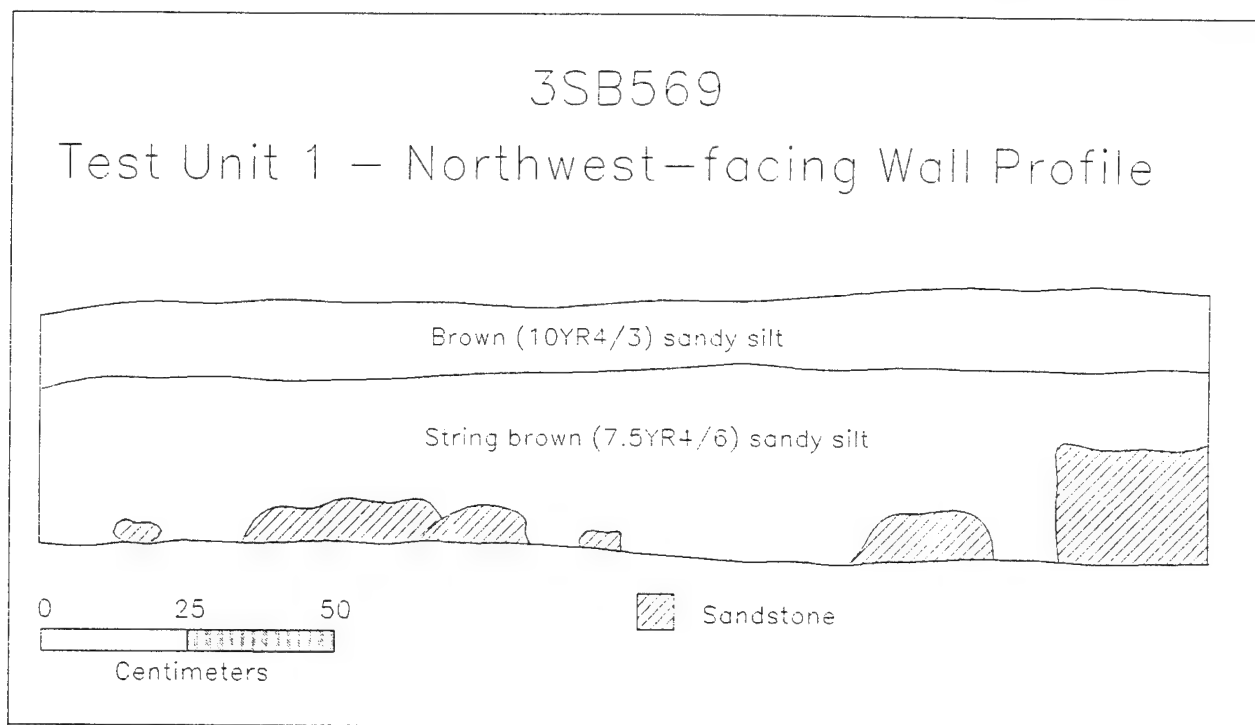 3SB569
Test Unit 1 – Northwest–facing Wall Profile
Brown (10YR4/3) sandy silt
String brown (7.5YR4/6) sandy silt
0 25 50
Centimeters
Sandstone